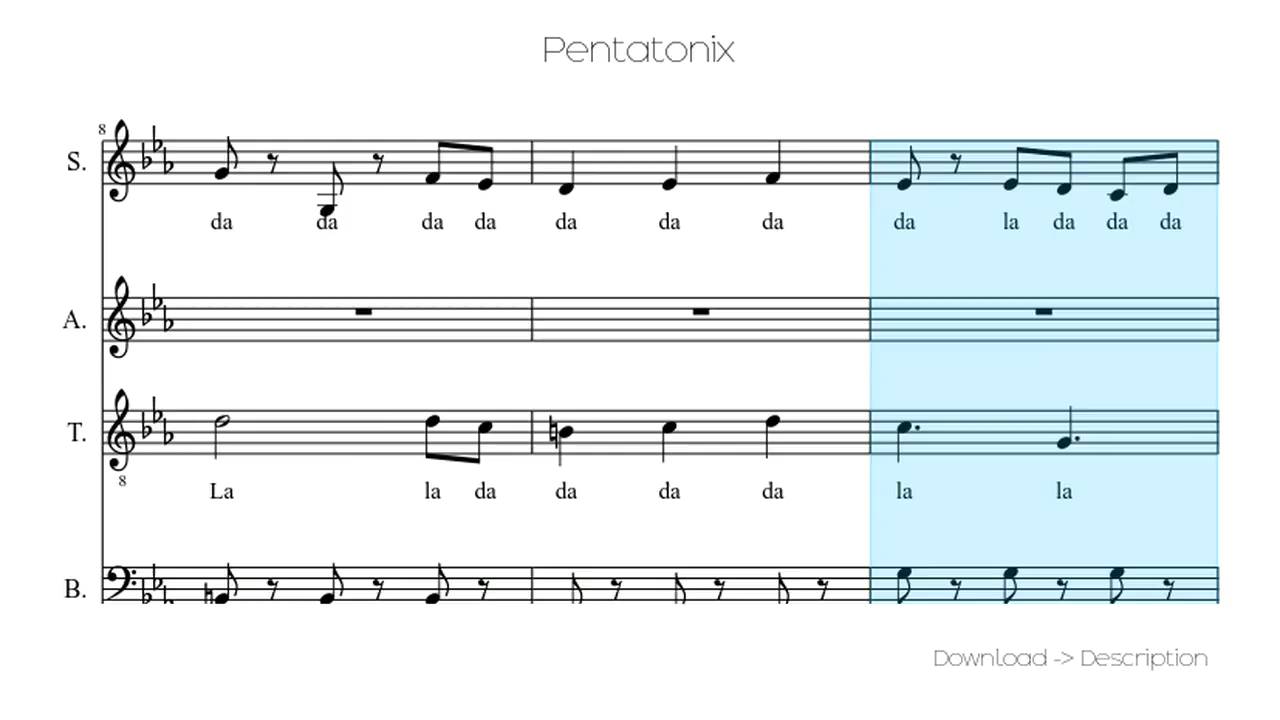 Pentatonix
8
S.
da da da da da da da da la da da da
A.
T.
8
La la da da da da la la
B.
Download -> Description